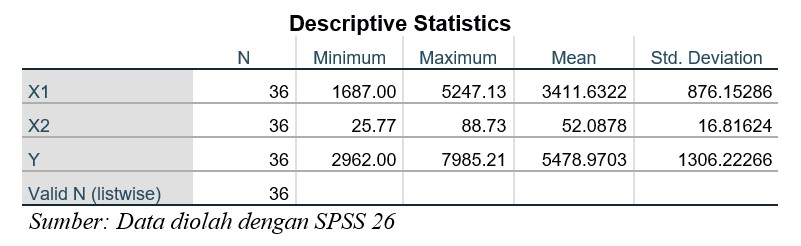 Descriptive Statistics
N Minimum Maximum Mean Std. Deviation
X1 36 1687.00 5247.13 3411.6322 876.15286
X2 36 25.77 88.73 52.0878 16.81624
Y 36 2962.00 7985.21 5478.9703 1306.22266
Valid N (listwise) 36
Sumber: Data diolah dengan SPSS 26